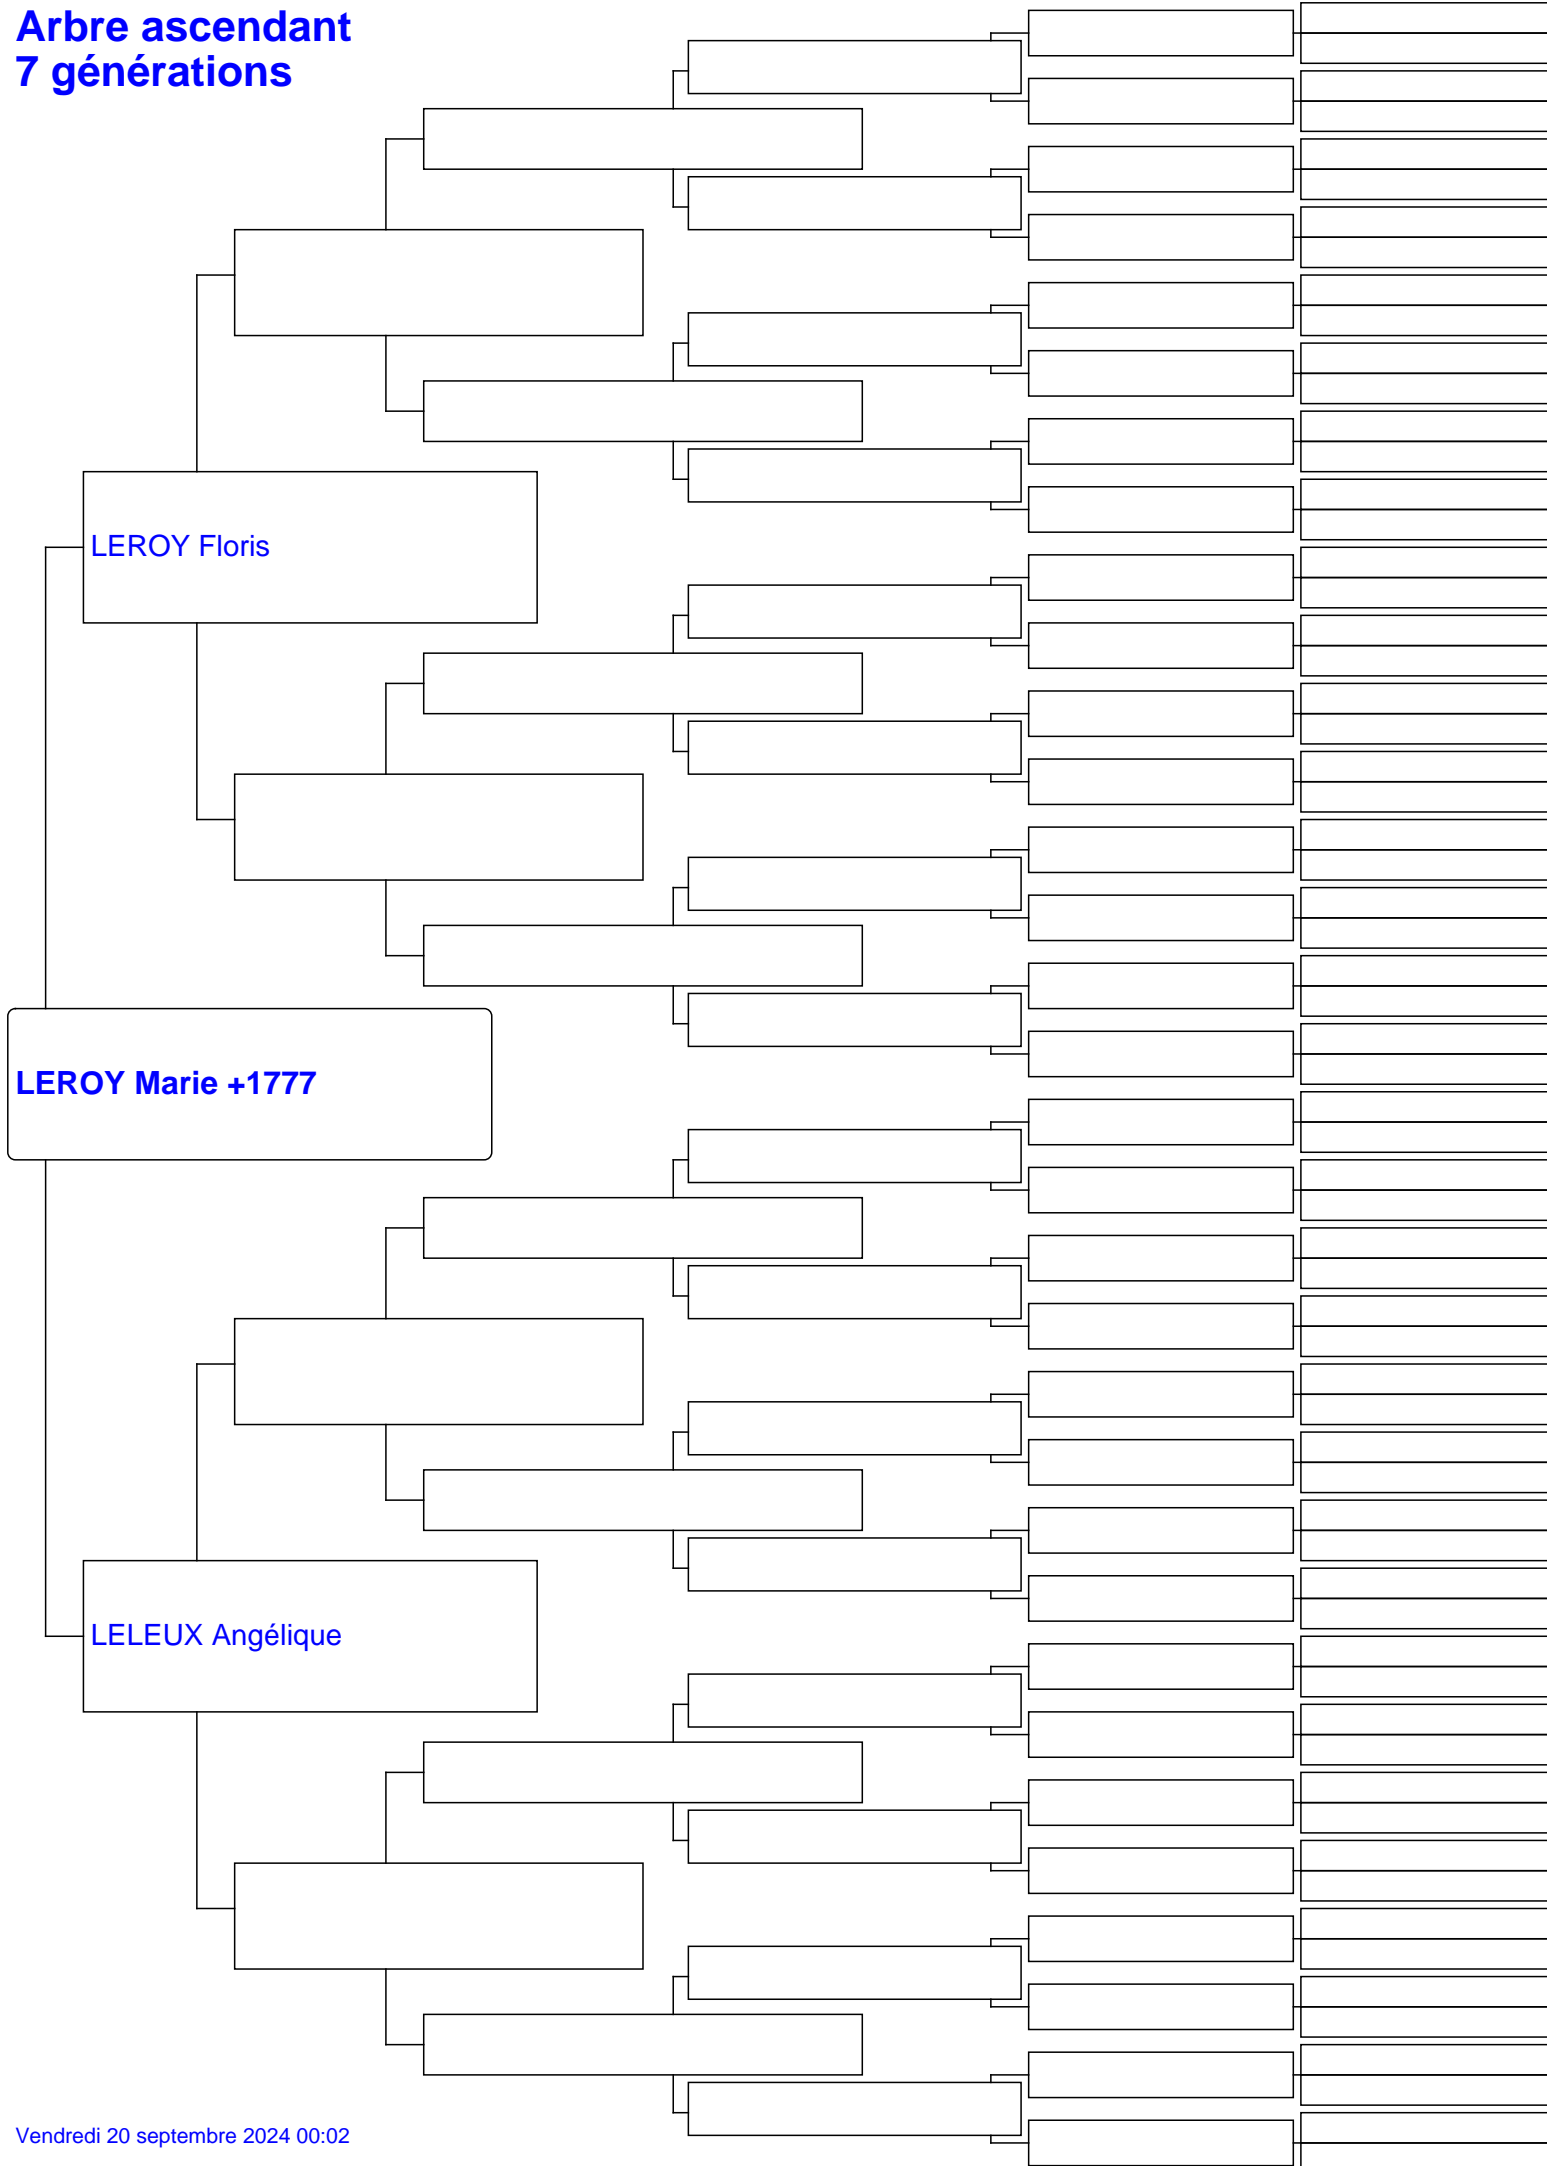 Arbre ascendant
7 générations
LEROY Floris
LEROY Marie +1777
LELEUX Angélique
Vendredi 20 septembre 2024 00:02